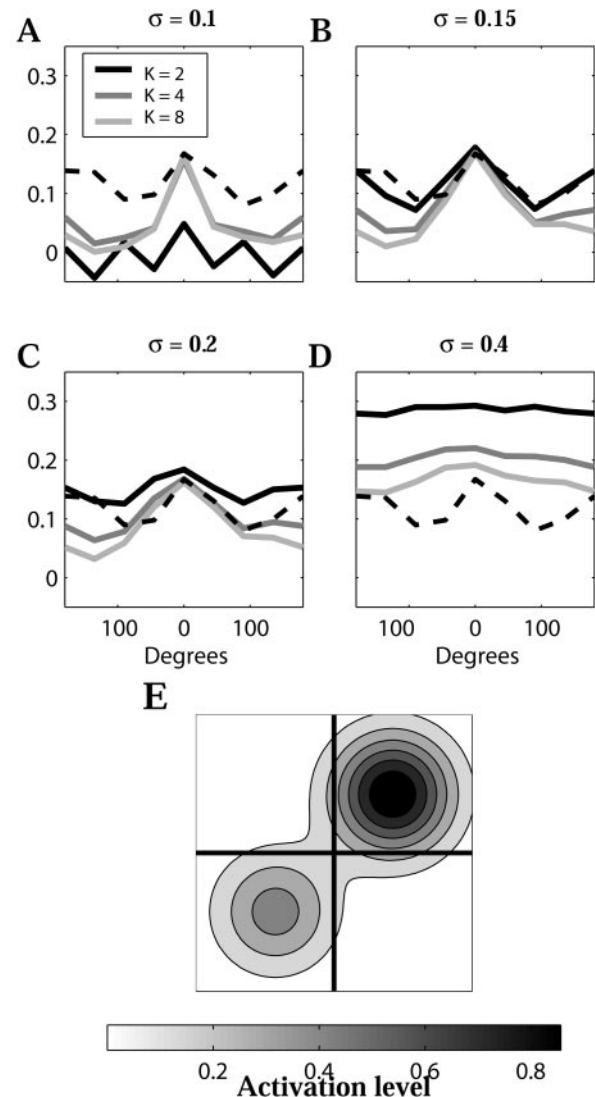 A
σ = 0.1
B
σ = 0.15
0.3
0.2
0.1
0
K = 2
K = 4
K = 8
C
σ = 0.2
D
σ = 0.4
0.3
0.2
0.1
0
100 0 100
Degrees
100 0 100
Degrees
E
0.2 0.4 0.6 0.8
Activation level